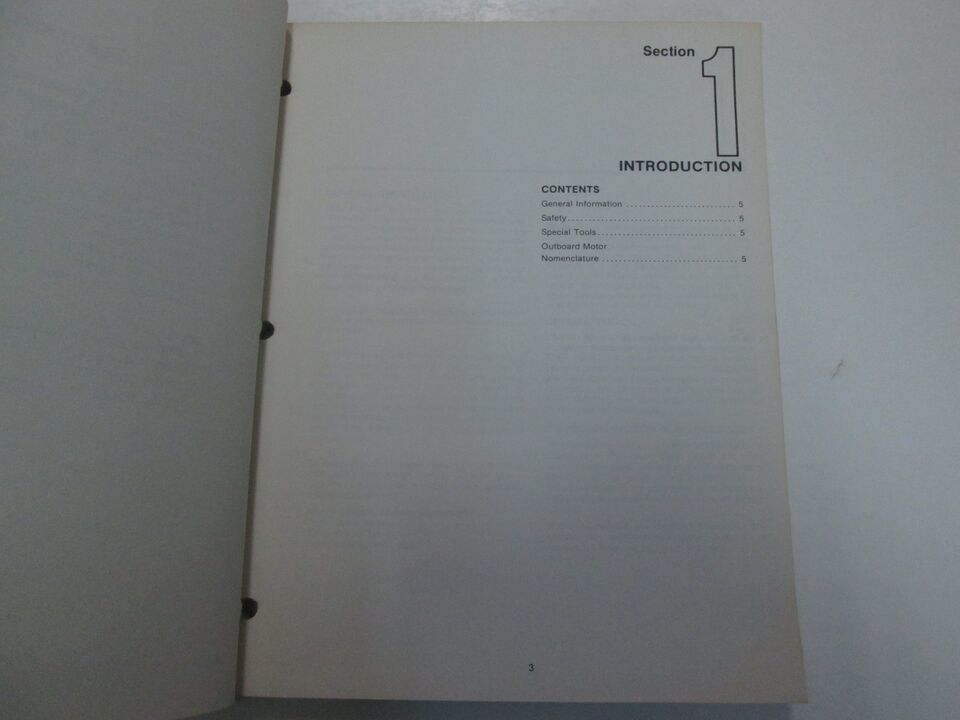 Section 1
INTRODUCTION
CONTENTS
General Information .......................... 5
Safety........................................ 5
Special Tools................................. 5
Outboard Motor
Nomenclature ................................. 5
3